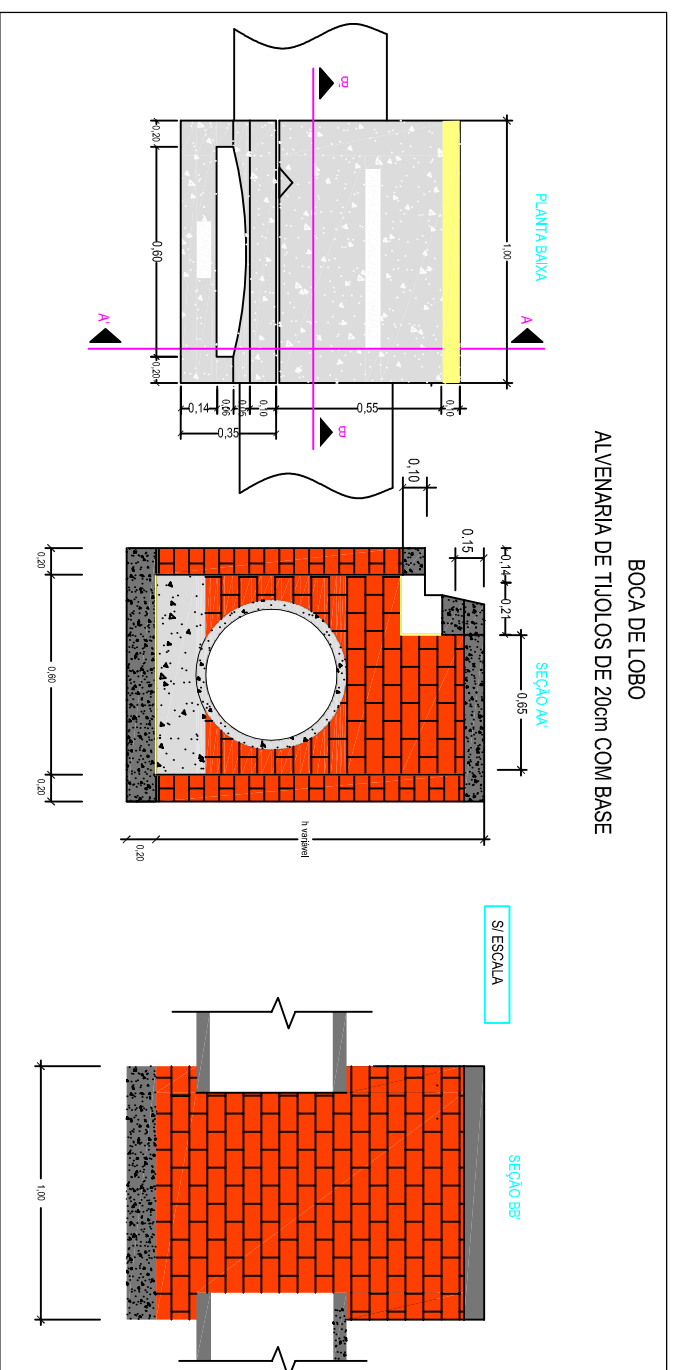 BOCA DE LOBO
ALVENARIA DE TIJOLOS DE 20cm COM BASE
PLANTA BAIXA
1,00
A
A'
B'
B
0,20
0,60
0,20
0,14
0,06
0,05
0,10
0,35
0,55
0,10
SEÇÃO AA'
0,14
0,21
0.15
0,10
0,65
0,20
0,60
0,20
h variável
0,20
S/ ESCALA
SEÇÃO BB'
1,00